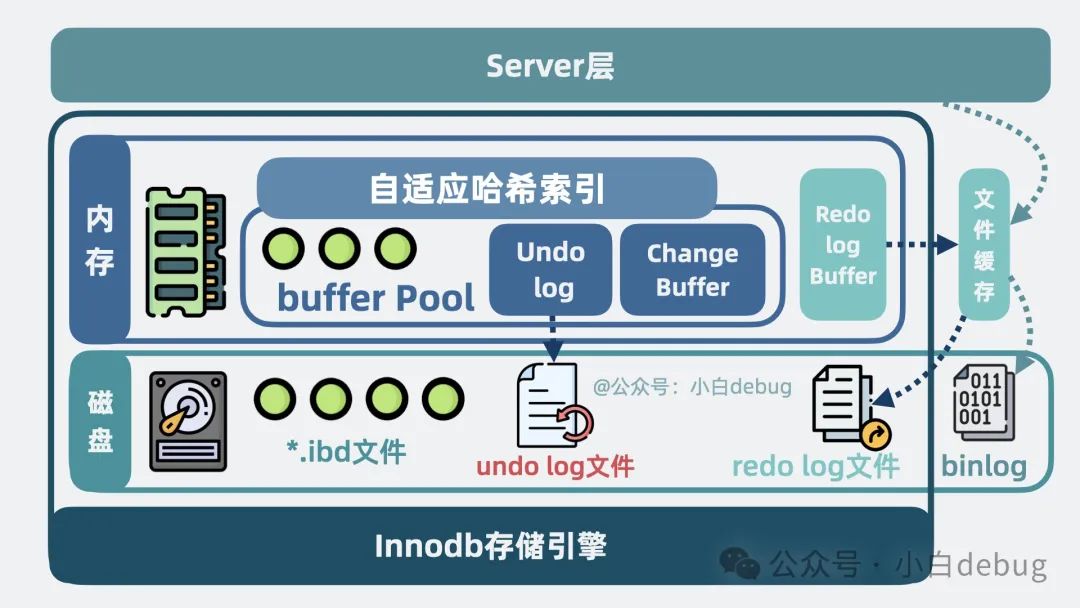 Server层
内存
自适应哈希索引
buffer Pool
Undo
log
Change
Buffer
Redo
log
Buffer
文件缓存
磁盘
*.ibd文件
@公众号：小白debug
undo log文件
redo log文件
011
0101
001
binlog
Innodb存储引擎
公众号 · 小白debug